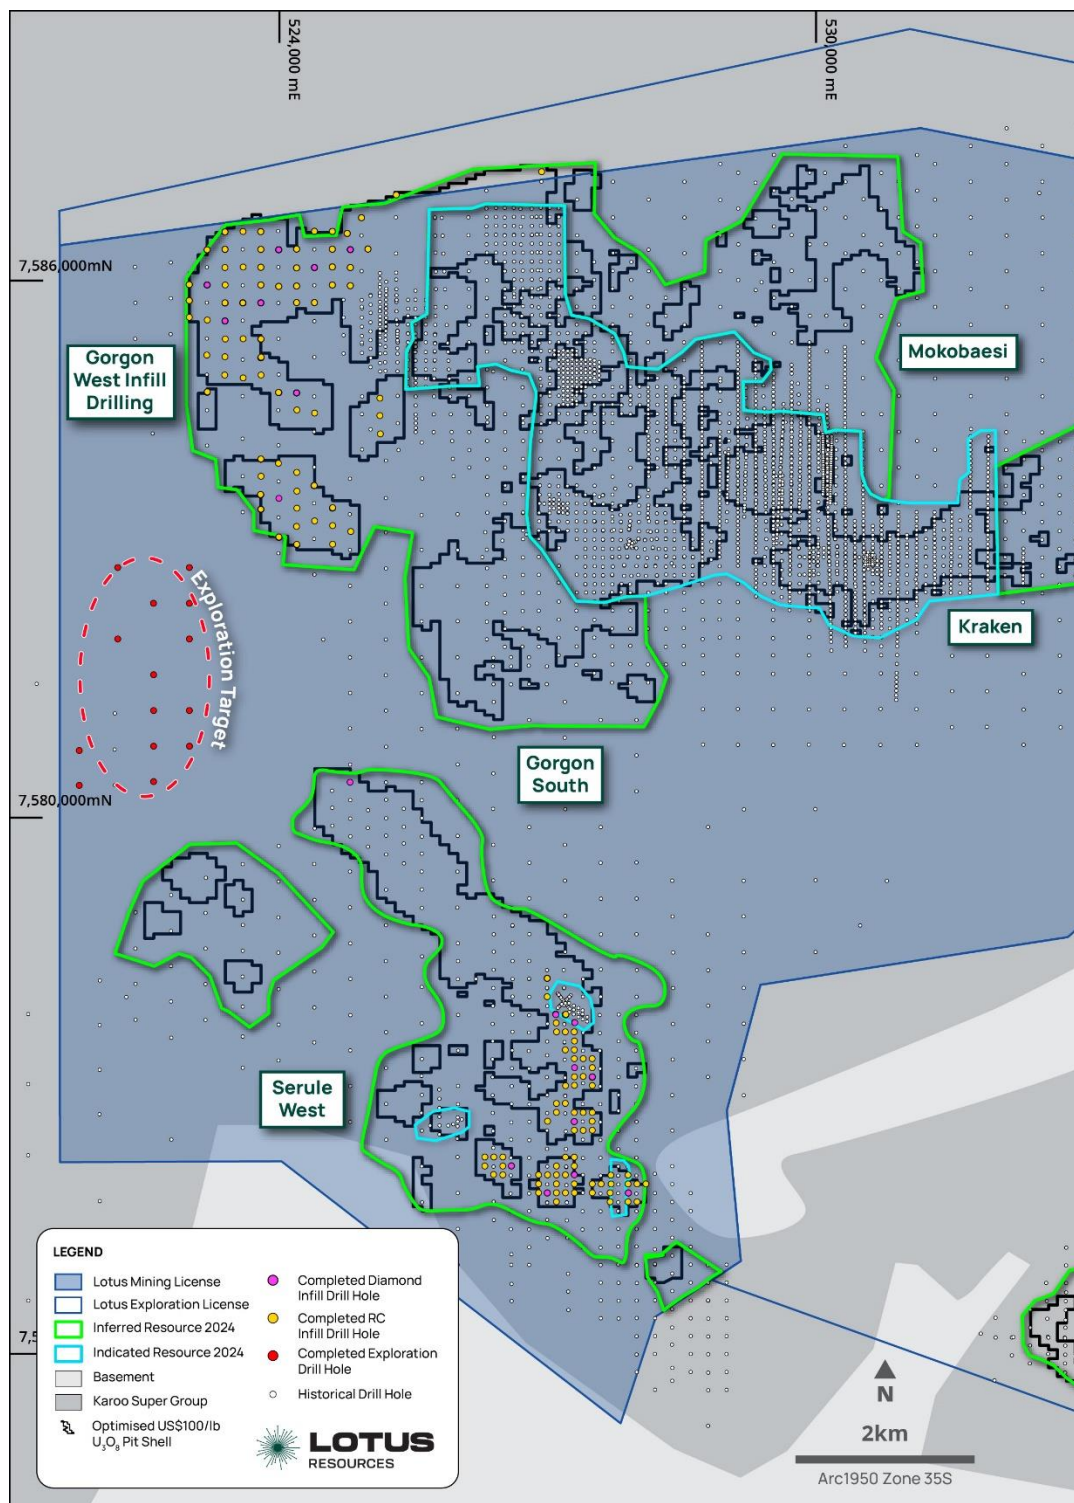 524,000 mE
530,000 mE
7,586,000mN
Gorgon
West Infill
Drilling
Mokobaesi
Kraken
Exploration Target
Gorgon
South
7,580,000mN
Serule
West
7,5
LEGEND
Lotus Mining License
Lotus Exploration License
Inferred Resource 2024
Indicated Resource 2024
Basement
Karoo Super Group
Optimised US$100/lb
U₃O₈ Pit Shell
Completed Diamond
Infill Drill Hole
Completed RC
Infill Drill Hole
Completed Exploration
Drill Hole
Historical Drill Hole
LOTUS
RESOURCES
N
2km
Arc1950 Zone 35S